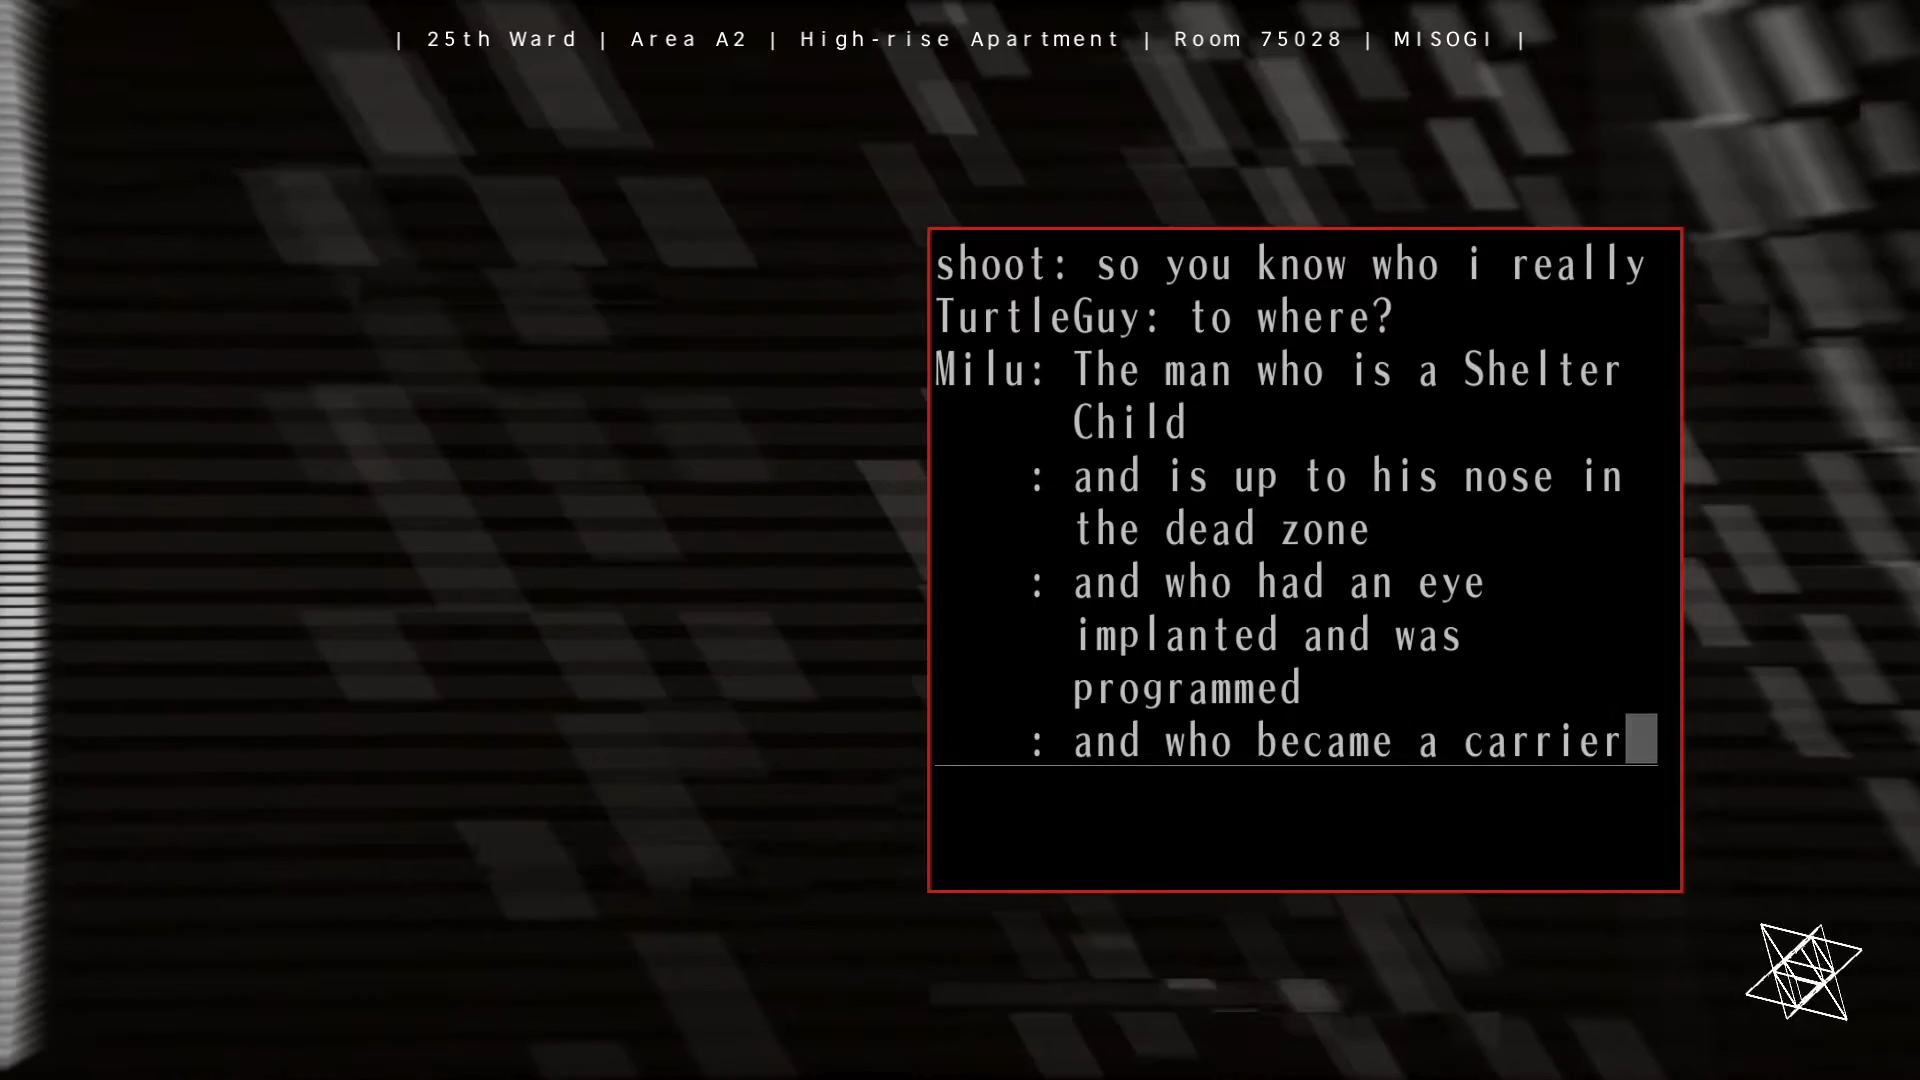 | 25th Ward | Area A2 | High-rise Apartment | Room 75028 | MISOGI |
shoot: so you know who i really
TurtleGuy: to where?
Milu: The man who is a Shelter
Child
: and is up to his nose in
the dead zone
: and who had an eye
implanted and was
programmed
: and who became a carrier